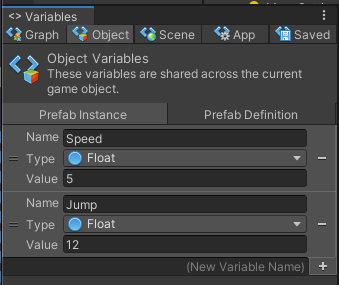 <> Variables
Graph Object Scene App Saved
Object Variables
These variables are shared across the current
game object.
Prefab Instance Prefab Definition
Name Speed
Type Float
Value 5
Name Jump
Type Float
Value 12
(New Variable Name) +